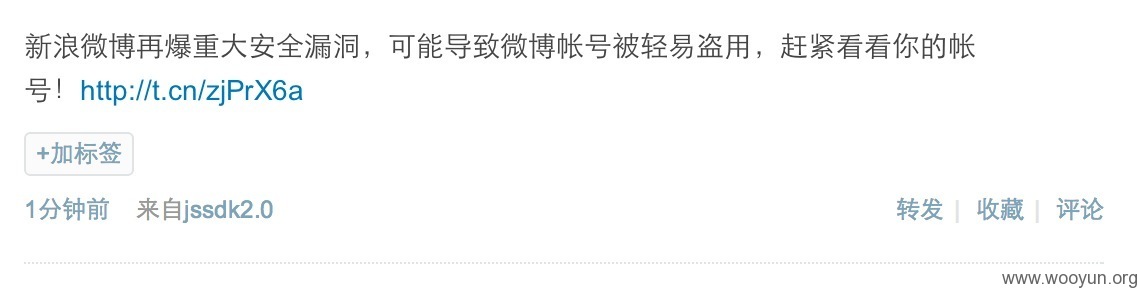 新浪微博再爆重大安全漏洞，可能导致微博帐号被轻易盗用，赶紧看看你的帐
号！http://t.cn/zjPrX6a
+加标签
1分钟前 来自jssdk2.0 转发 | 收藏 | 评论
www.wooyun.org